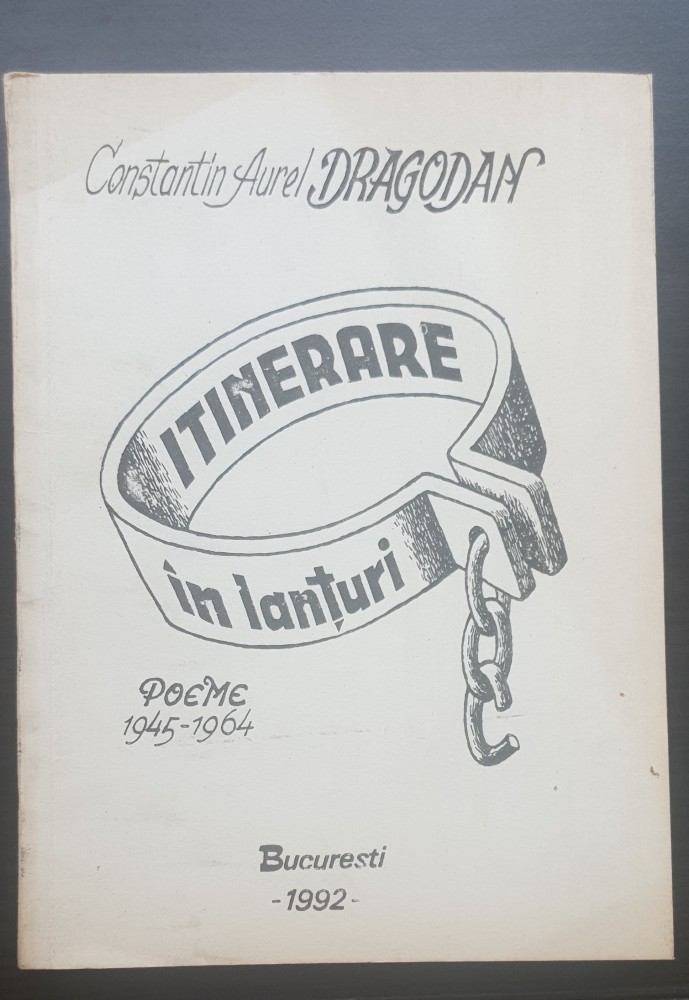 Constantin Aurel DRAGODAN
ITINERARE
în lanțuri
POEME
1945-1964
Bucuresti
-1992-